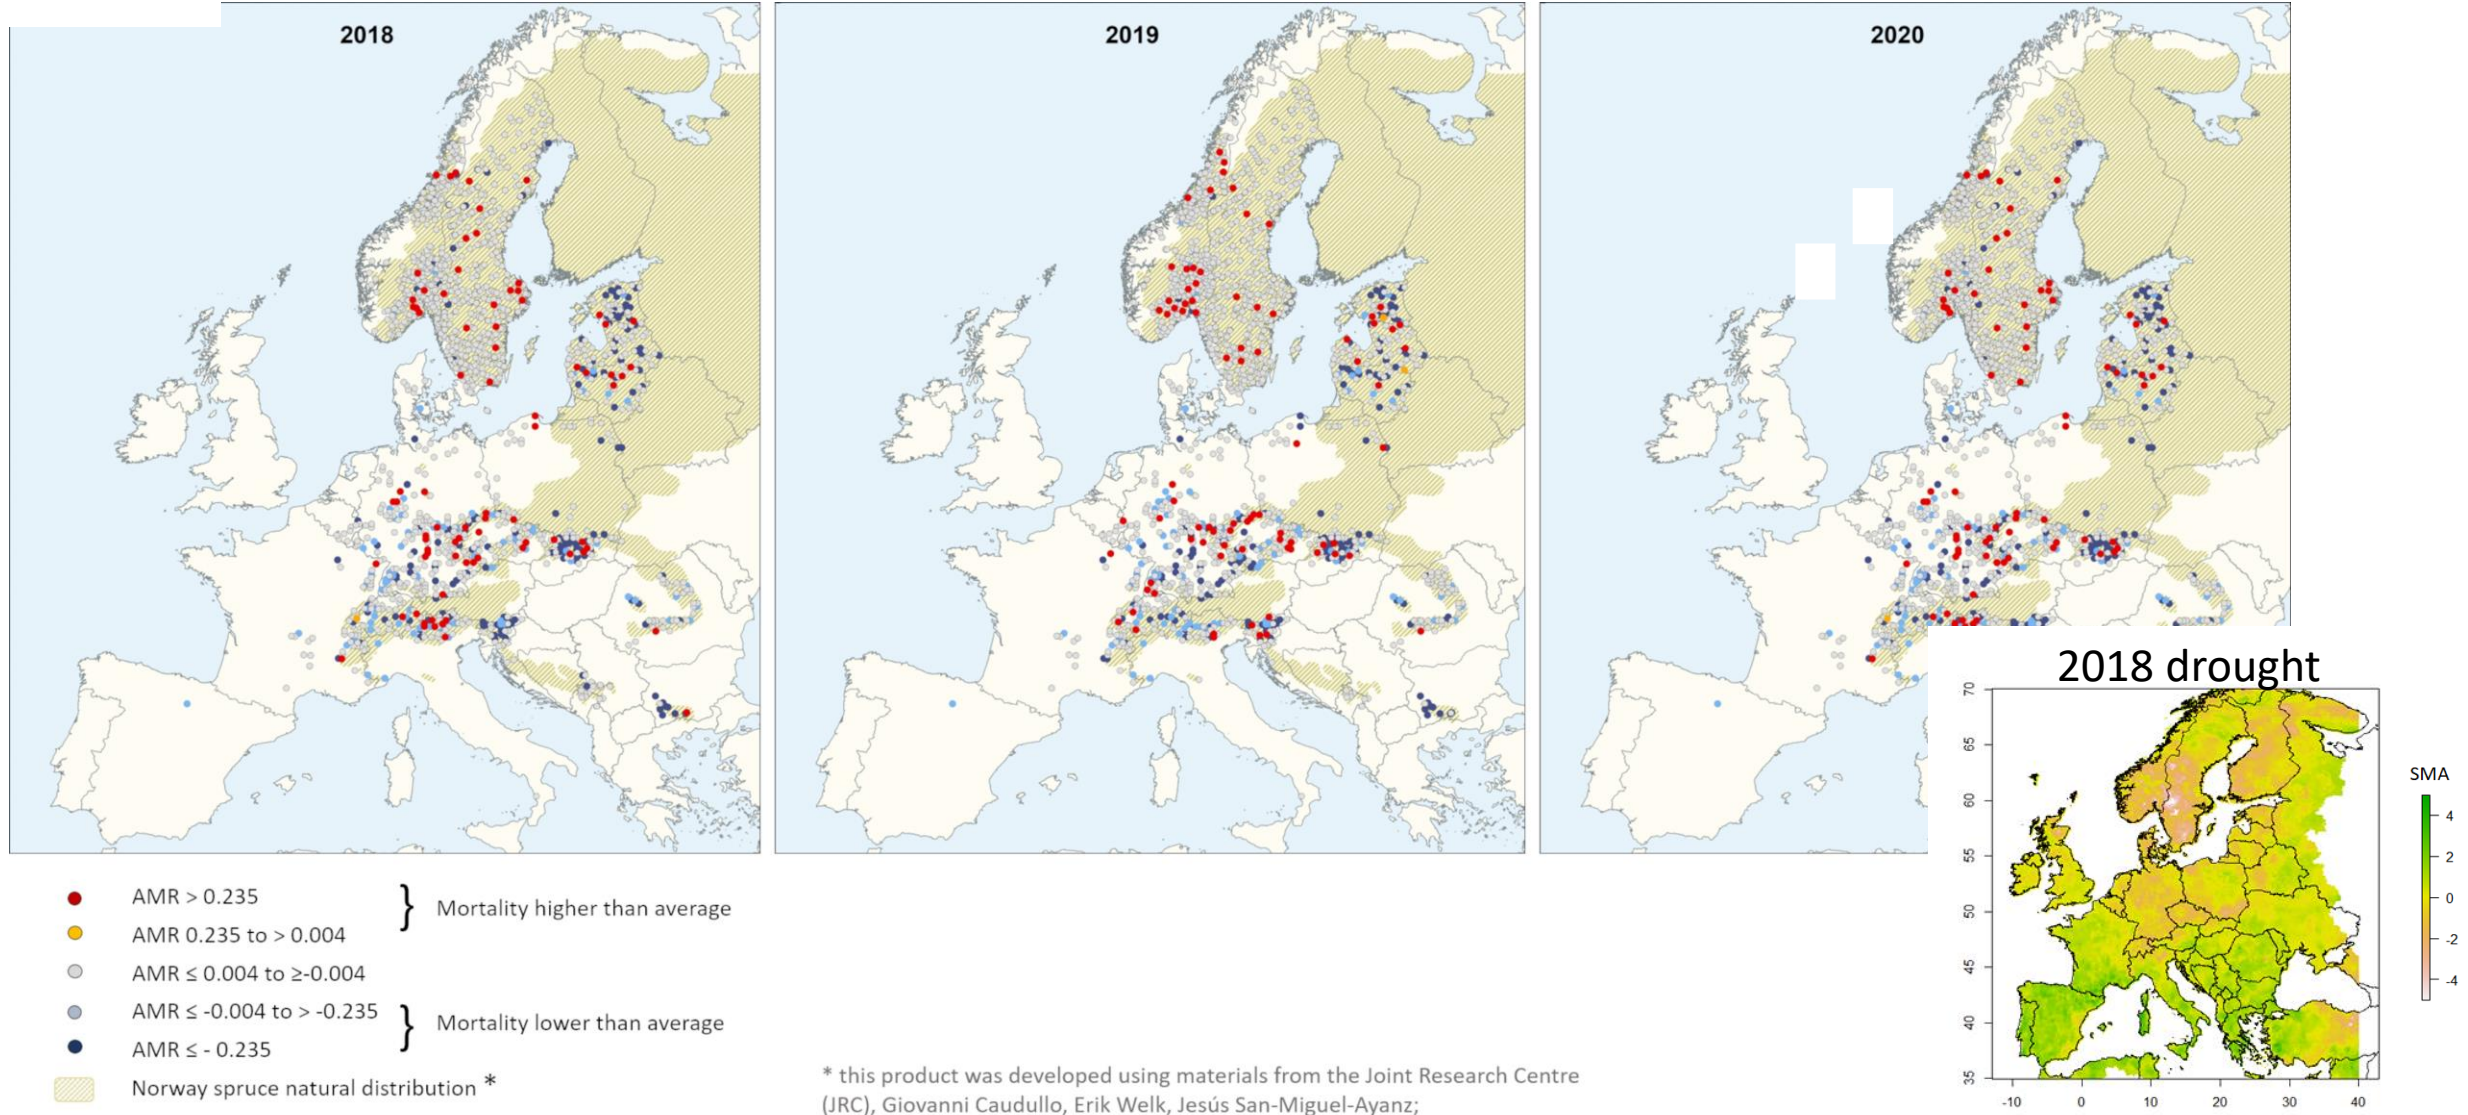 2018
2019
2020
AMR > 0.235
AMR 0.235 to > 0.004
Mortality higher than average
AMR ≤ 0.004 to ≥-0.004
AMR ≤ -0.004 to > -0.235
AMR ≤ - 0.235
Mortality lower than average
Norway spruce natural distribution *
* this product was developed using materials from the Joint Research Centre
(JRC), Giovanni Caudullo, Erik Welk, Jesús San-Miguel-Ayanz;
2018 drought
70
65
60
55
50
45
40
35
-10
0
10
20
30
40
SMA
4
2
0
-2
-4